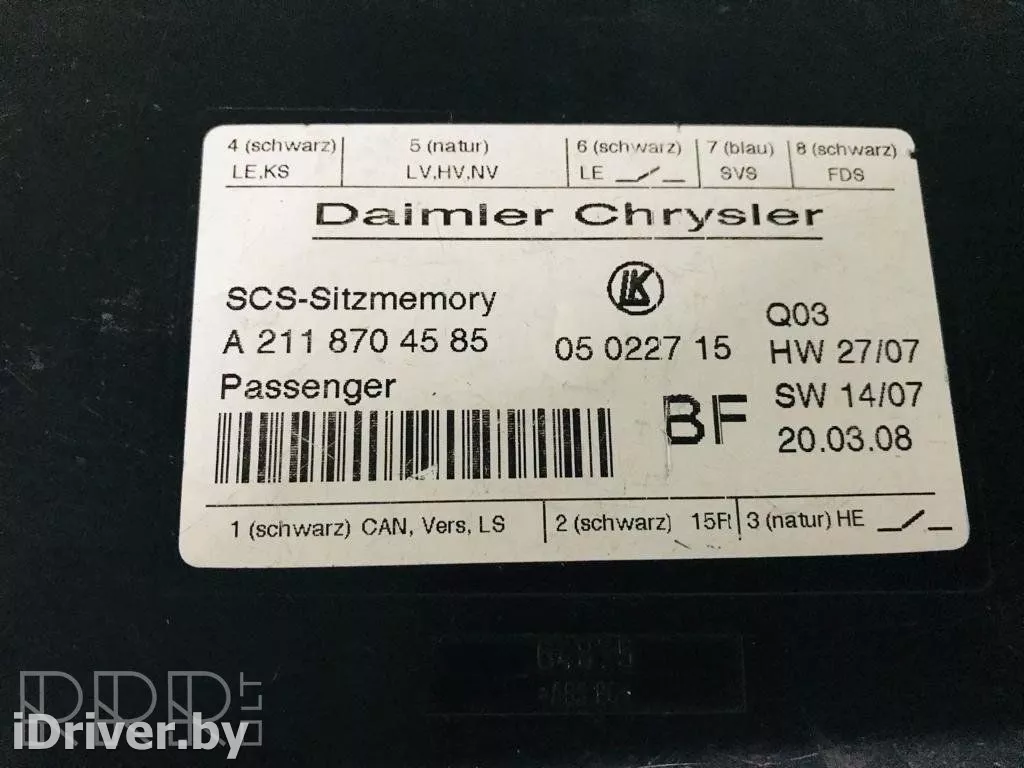 4 (schwarz) 5 (natur) 6 (schwarz) 7 (blau) 8 (schwarz)
LE,KS LV,HV,NV LE SVS FDS
Daimler Chrysler
SCS-Sitzmemory LK Q03
A 211 870 45 85 05 0227 15 HW 27/07
Passenger BF SW 14/07
20.03.08
1 (schwarz) CAN, Vers, LS 2 (schwarz) 15Fl 3 (natur) HE
iDriver.by